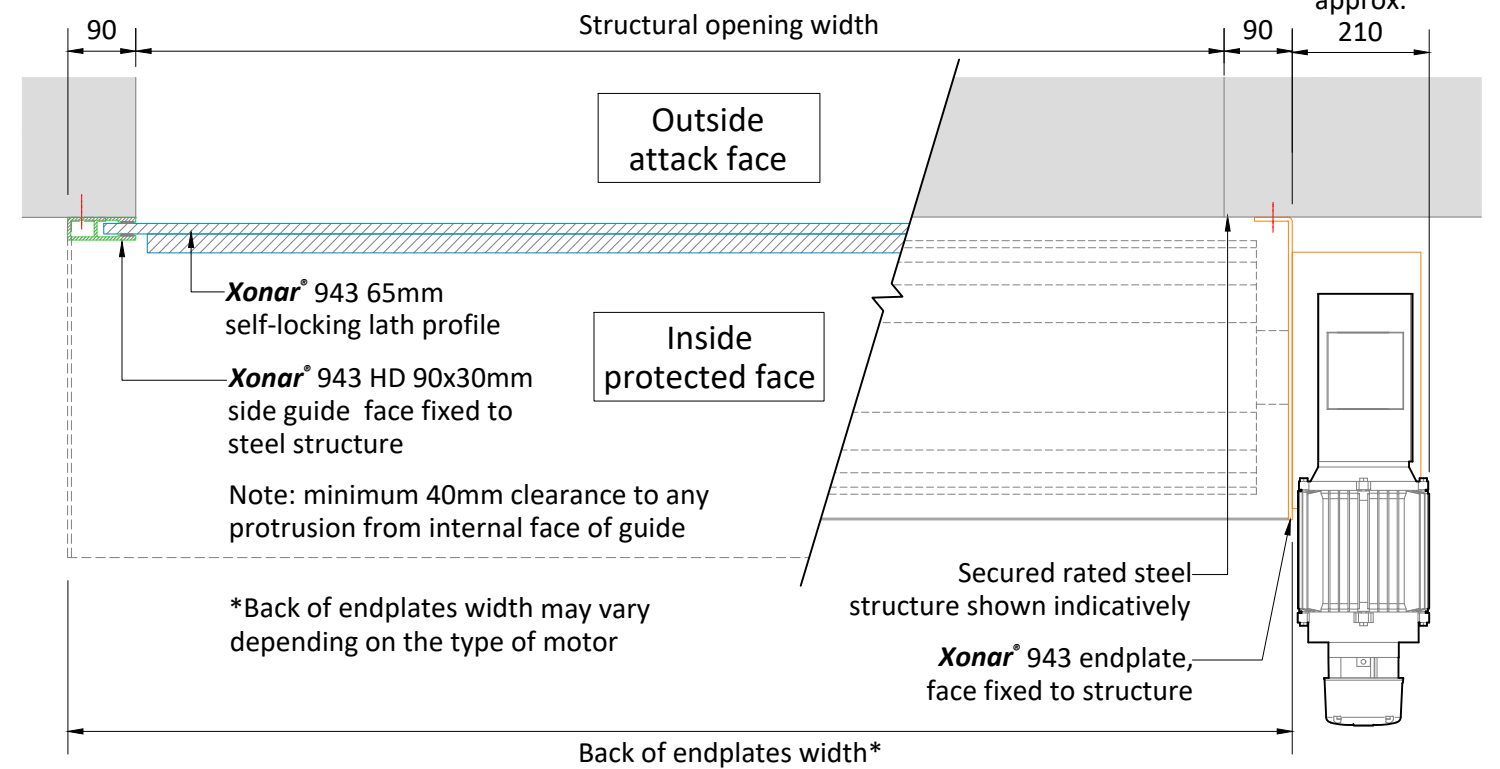 approx.
90
Structural opening width
90
210
Outside
attack face
Xonar® 943 65mm
self-locking lath profile
Inside
protected face
Xonar® 943 HD 90x30mm
side guide face fixed to
steel structure
Note: minimum 40mm clearance to any
protrusion from internal face of guide
Secured rated steel
structure shown indicatively
*Back of endplates width may vary
depending on the type of motor
Xonar® 943 endplate,
face fixed to structure
Back of endplates width*